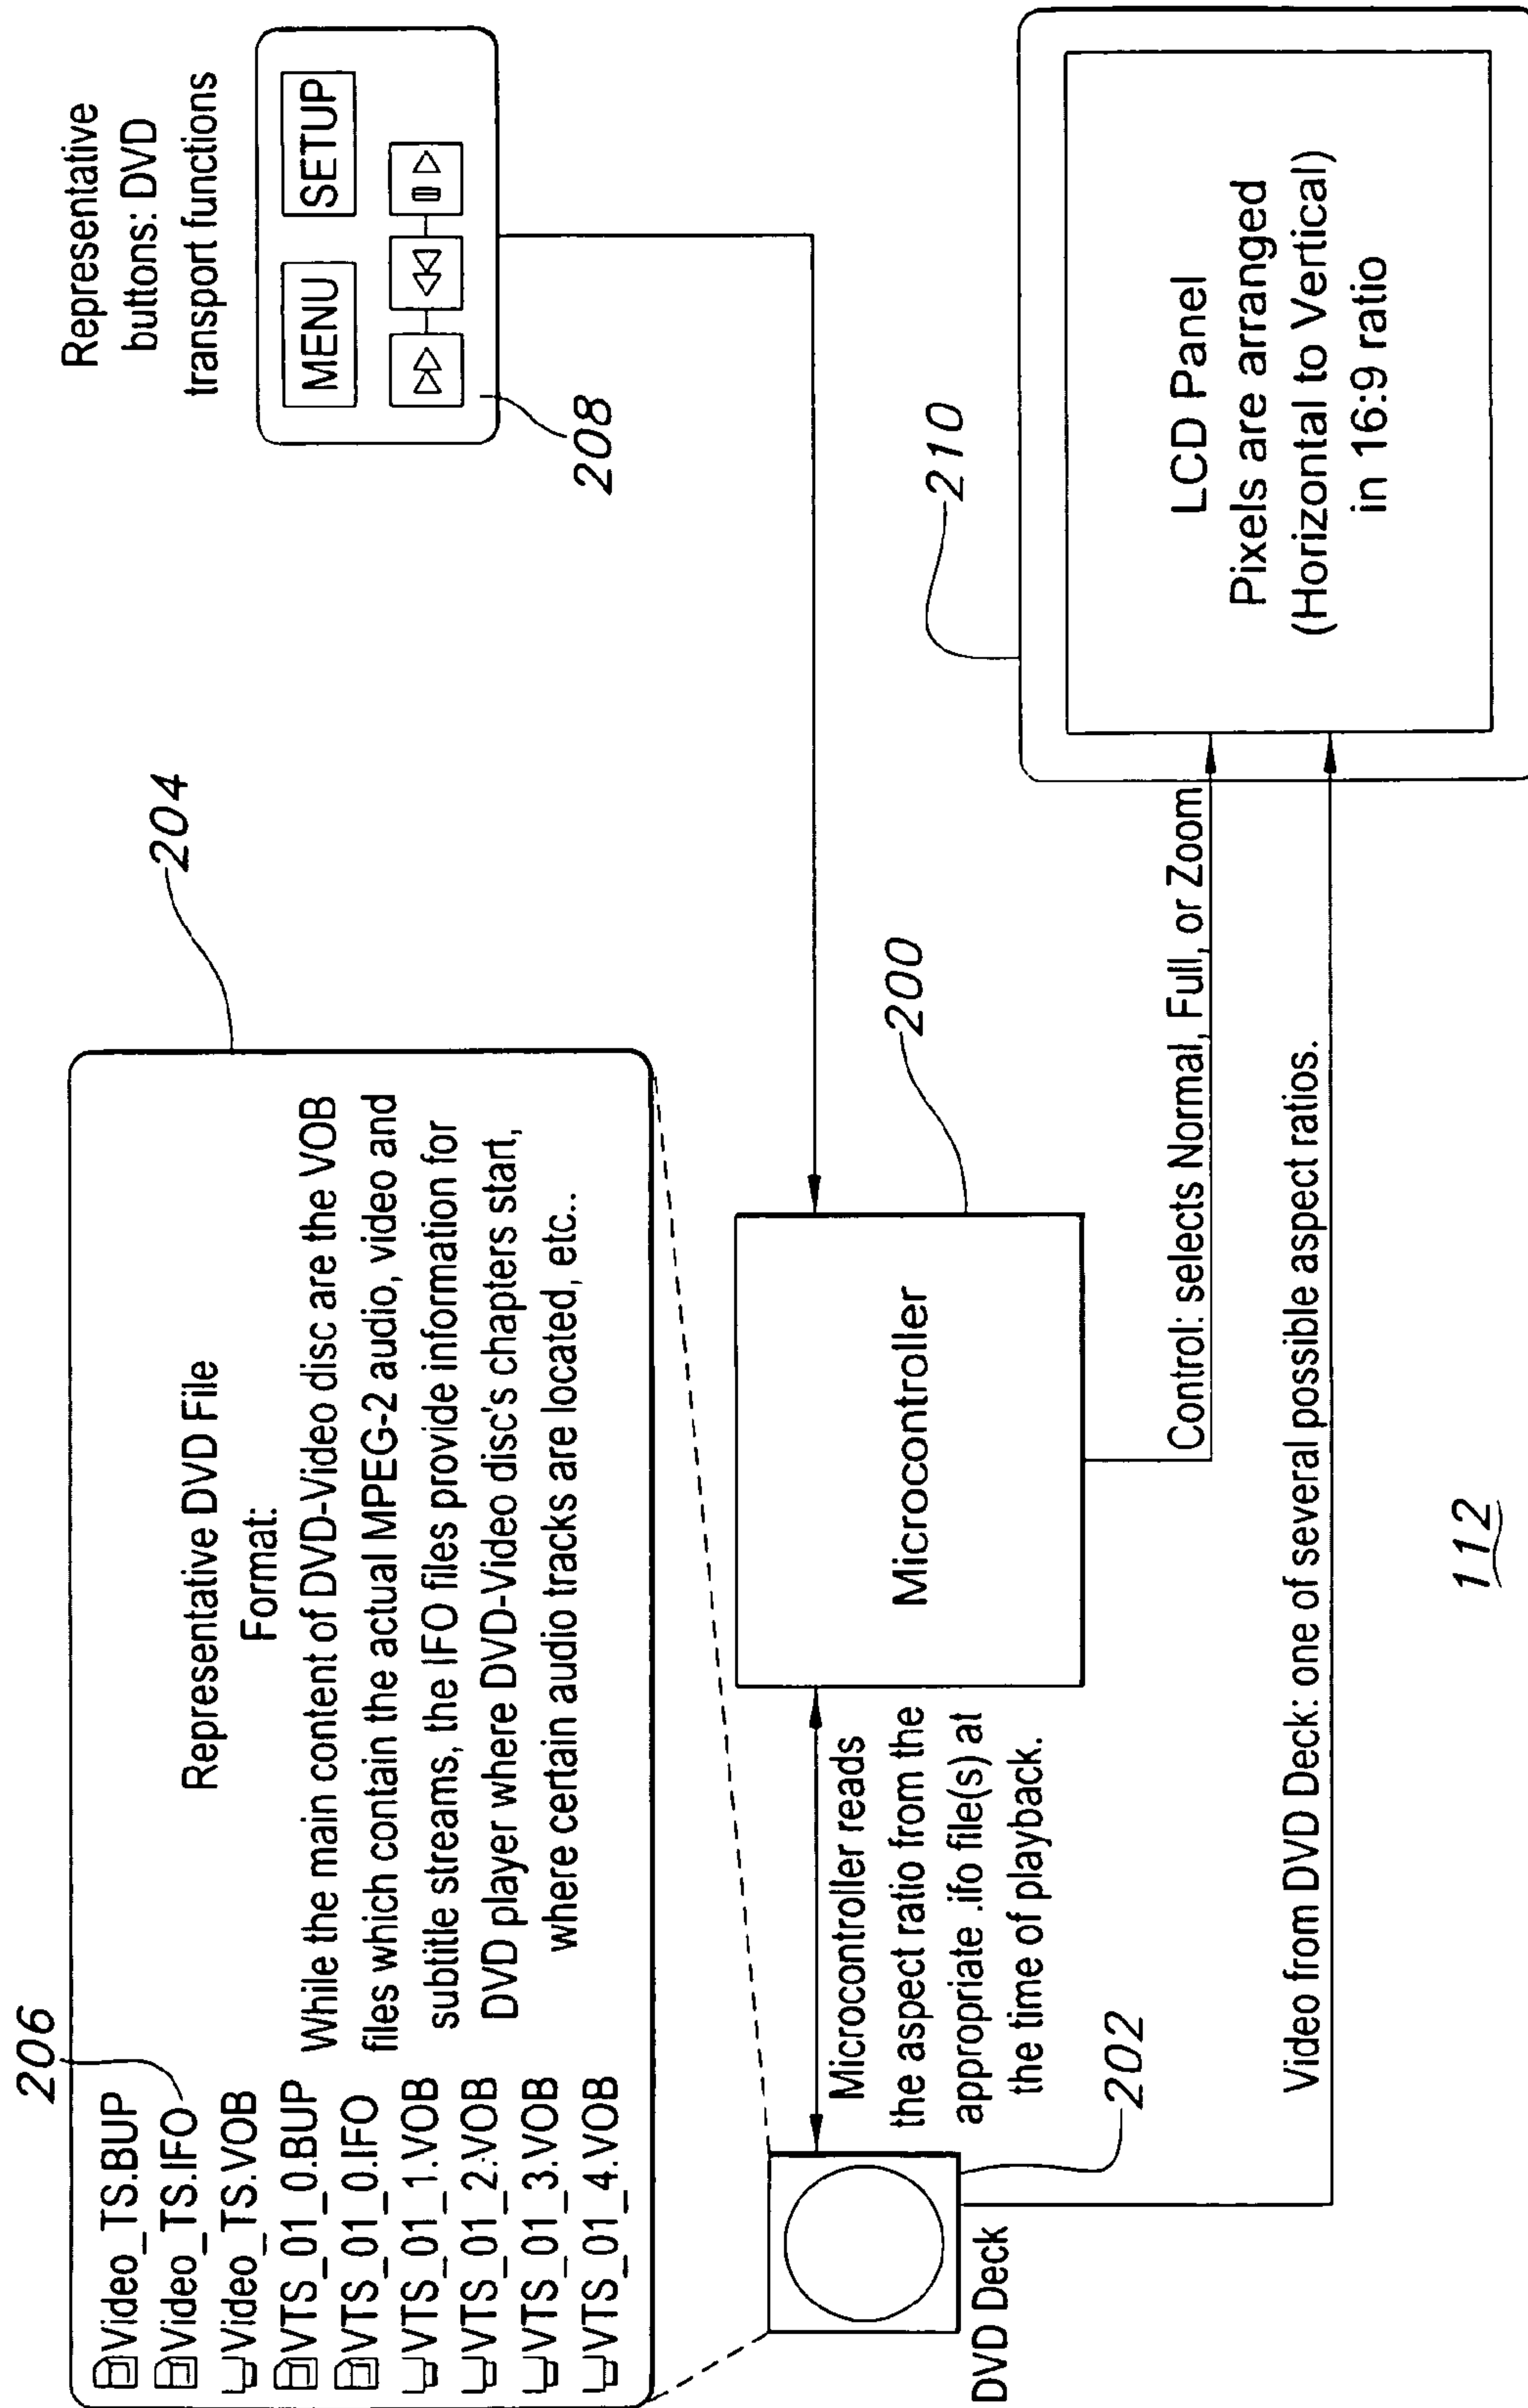 206
204
Video_TS.BUP
Video_TS.IFO
Video_TS.VOB
VTS_01_0.BUP
VTS_01_0.IFO
VTS_01_1.VOB
VTS_01_2.VOB
VTS_01_3.VOB
VTS_01_4.VOB
Representative DVD File
Format:
While the main content of DVD-Video disc are the VOB
files which contain the actual MPEG-2 audio, video and
subtitle streams, the IFO files provide information for
DVD player where DVD-Video disc's chapters start,
where certain audio tracks are located, etc..
Representative
buttons: DVD
transport functions
MENU
SETUP
208
DVD Deck
202
Microcontroller reads
the aspect ratio from the
appropriate .ifo file(s) at
the time of playback.
Microcontroller
200
Control: selects Normal, Full, or Zoom
Video from DVD Deck: one of several possible aspect ratios.
210
LCD Panel
Pixels are arranged
(Horizontal to Vertical)
in 16:9 ratio
112